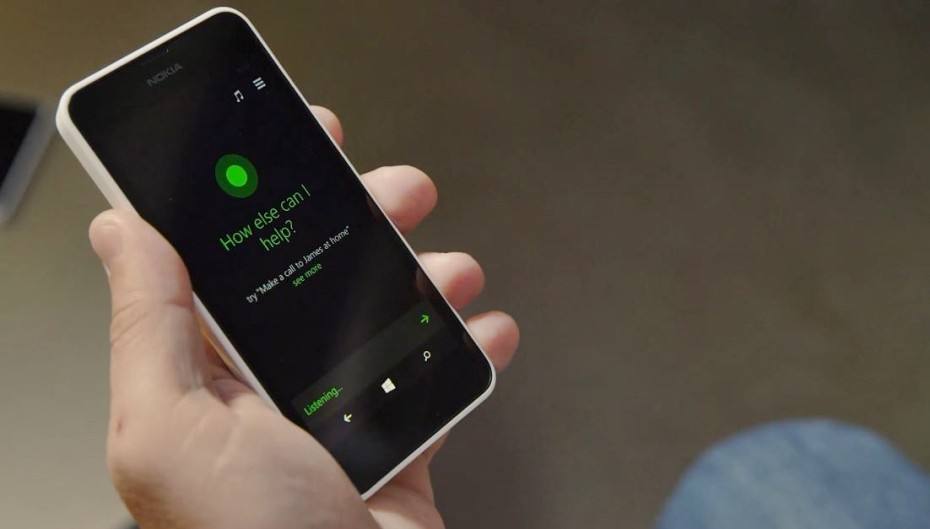 NOKIA
How else can I
help?
try "Make a call to James at home"
see more
Listening...